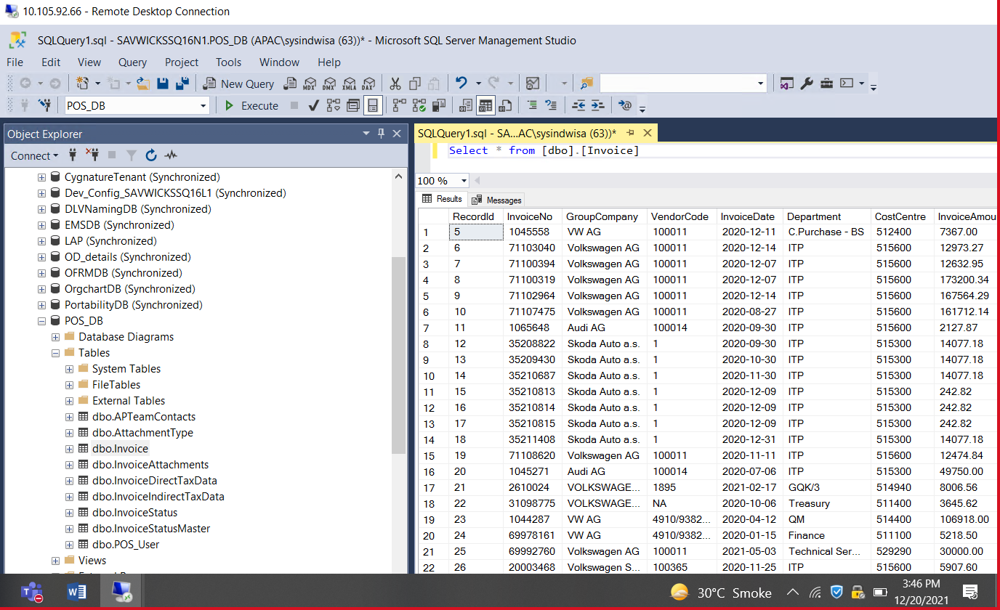 10.105.92.66 - Remote Desktop Connection
SQLQuery1.sql - SAVWICKSSQ16N1.POS_DB (APAC\sysindwisa (63))* - Microsoft SQL Server Management Studio
File Edit View Query Project Tools Window Help
New Query MDX DMX XMLA DAX
POS_DB Execute
Object Explorer
Connect
CygnatureTenant (Synchronized)
Dev_Config_SAVWICKSSQ16L1 (Synchronized)
DLVNamingDB (Synchronized)
EMSDB (Synchronized)
LAP (Synchronized)
OD_details (Synchronized)
OFRMDB (Synchronized)
OrgchartDB (Synchronized)
PortabilityDB (Synchronized)
POS_DB
Database Diagrams
Tables
System Tables
FileTables
External Tables
dbo.APTeamContacts
dbo.AttachmentType
dbo.Invoice
dbo.InvoiceAttachments
dbo.InvoiceDirectTaxData
dbo.InvoiceIndirectTaxData
dbo.InvoiceStatus
dbo.InvoiceStatusMaster
dbo.POS_User
Views
SQLQuery1.sql - SA...AC\sysindwisa (63))*
Select * from [dbo].[Invoice]
100 %
Results Messages
RecordId InvoiceNo GroupCompany VendorCode InvoiceDate Department CostCentre InvoiceAmou
1 5 1045558 VW AG 100011 2020-12-11 C.Purchase - BS 512400 7367.00
2 6 71103040 Volkswagen AG 100011 2020-12-14 ITP 515600 12973.27
3 7 71100394 Volkswagen AG 100011 2020-12-07 ITP 515600 12632.95
4 8 71100319 Volkswagen AG 100011 2020-12-07 ITP 515600 173200.34
5 9 71102964 Volkswagen AG 100011 2020-12-14 ITP 515600 167564.29
6 10 71107475 Volkswagen AG 100011 2020-08-27 ITP 515600 161712.14
7 11 1065648 Audi AG 100014 2020-09-30 ITP 515600 2127.87
8 12 35208822 Skoda Auto a.s. 1 2020-09-30 ITP 515300 14077.18
9 13 35209430 Skoda Auto a.s. 1 2020-10-30 ITP 515300 14077.18
10 14 35210687 Skoda Auto a.s. 1 2020-11-30 ITP 515300 14077.18
11 15 35210813 Skoda Auto a.s. 1 2020-12-09 ITP 515300 242.82
12 16 35210814 Skoda Auto a.s. 1 2020-12-09 ITP 515300 242.82
13 17 35210815 Skoda Auto a.s. 1 2020-12-09 ITP 515300 242.82
14 18 35211408 Skoda Auto a.s. 1 2020-12-31 ITP 515300 14077.18
15 19 71108620 Volkswagen AG 100011 2020-11-11 ITP 515600 12474.84
16 20 1045271 Audi AG 100014 2020-07-06 ITP 515300 49750.00
17 21 2610024 VOLKSWAGE... 1895 2021-02-17 GQK/3 514940 8006.56
18 22 31098775 VOLKSWAGE... NA 2020-10-06 Treasury 511400 3645.62
19 23 1044287 VW AG 4910/9382... 2020-04-12 QM 514400 106918.00
20 24 69978161 VW AG 4910/9382... 2020-01-15 Finance 511100 5218.50
21 25 69992760 Volkswagen AG 100011 2021-05-03 Technical Ser... 529290 30000.00
22 26 20003468 Volkswagen S... 100365 2020-11-25 ITP 515600 5907.60
30°C Smoke
3:46 PM
12/20/2021